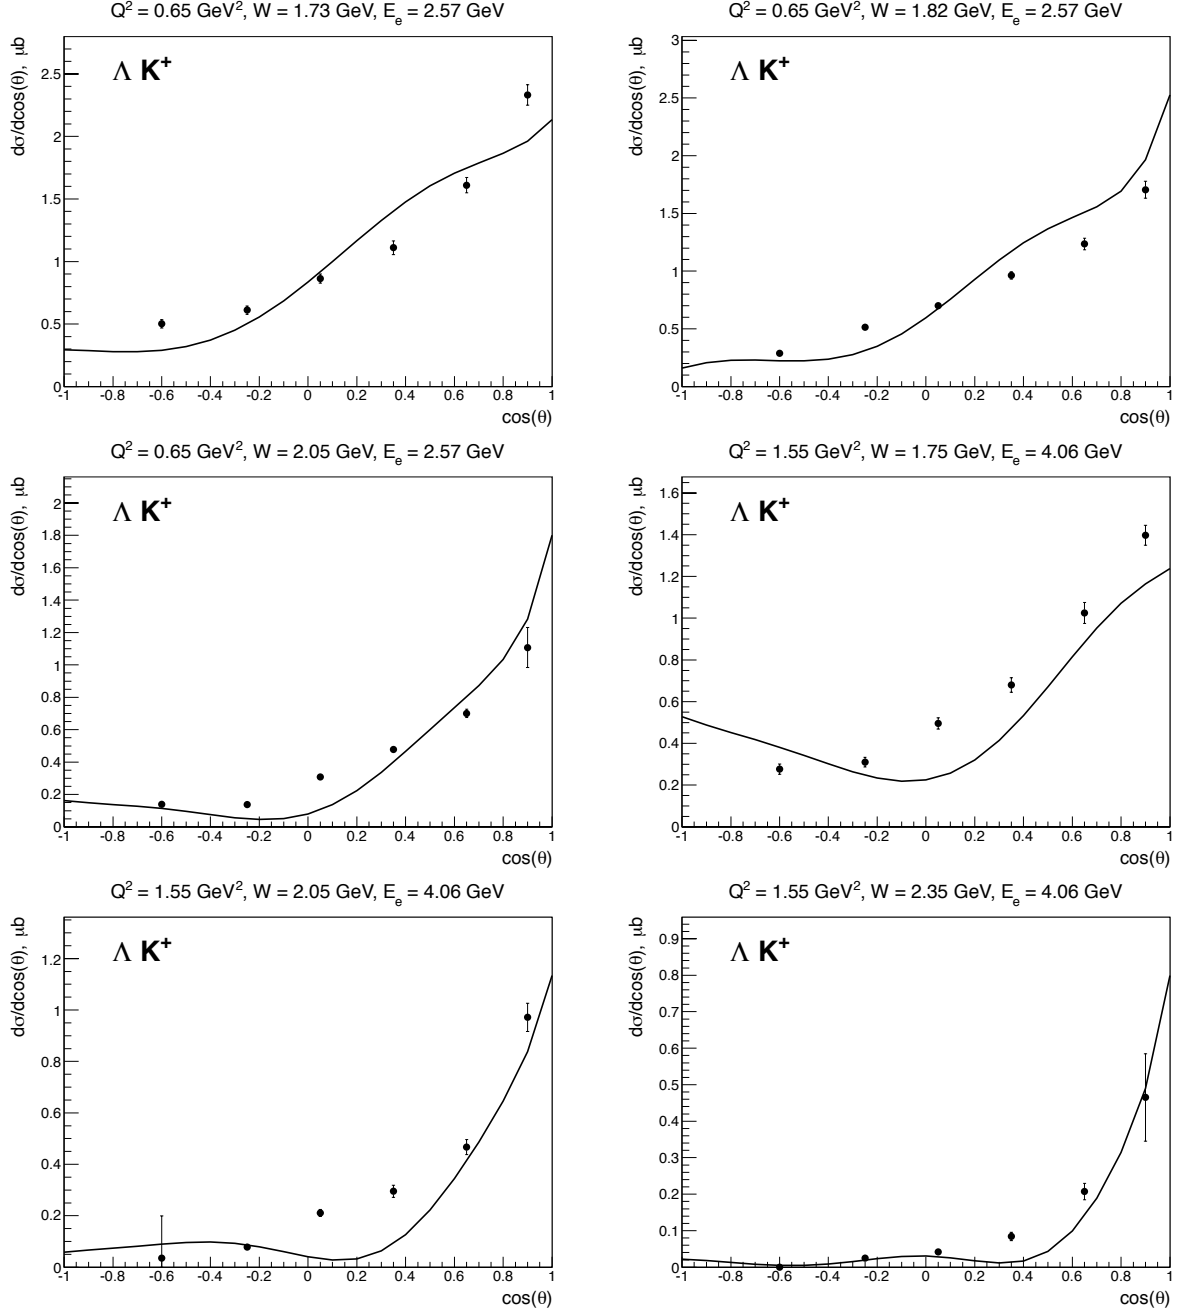 Q² = 0.65 GeV², W = 1.73 GeV, E_e = 2.57 GeV
dσ/dcos(θ), μb
Λ K⁺
2.5
2
1.5
1
0.5
0
-1 -0.8 -0.6 -0.4 -0.2 0 0.2 0.4 0.6 0.8 1
cos(θ)
Q² = 0.65 GeV², W = 1.82 GeV, E_e = 2.57 GeV
dσ/dcos(θ), μb
Λ K⁺
3
2.5
2
1.5
1
0.5
0
-1 -0.8 -0.6 -0.4 -0.2 0 0.2 0.4 0.6 0.8 1
cos(θ)
Q² = 0.65 GeV², W = 2.05 GeV, E_e = 2.57 GeV
dσ/dcos(θ), μb
Λ K⁺
2
1.8
1.6
1.4
1.2
1
0.8
0.6
0.4
0.2
0
-1 -0.8 -0.6 -0.4 -0.2 0 0.2 0.4 0.6 0.8 1
cos(θ)
Q² = 1.55 GeV², W = 1.75 GeV, E_e = 4.06 GeV
dσ/dcos(θ), μb
Λ K⁺
1.6
1.4
1.2
1
0.8
0.6
0.4
0.2
0
-1 -0.8 -0.6 -0.4 -0.2 0 0.2 0.4 0.6 0.8 1
cos(θ)
Q² = 1.55 GeV², W = 2.05 GeV, E_e = 4.06 GeV
dσ/dcos(θ), μb
Λ K⁺
1.2
1
0.8
0.6
0.4
0.2
0
-1 -0.8 -0.6 -0.4 -0.2 0 0.2 0.4 0.6 0.8 1
cos(θ)
Q² = 1.55 GeV², W = 2.35 GeV, E_e = 4.06 GeV
dσ/dcos(θ), μb
Λ K⁺
0.9
0.8
0.7
0.6
0.5
0.4
0.3
0.2
0.1
0
-1 -0.8 -0.6 -0.4 -0.2 0 0.2 0.4 0.6 0.8 1
cos(θ)